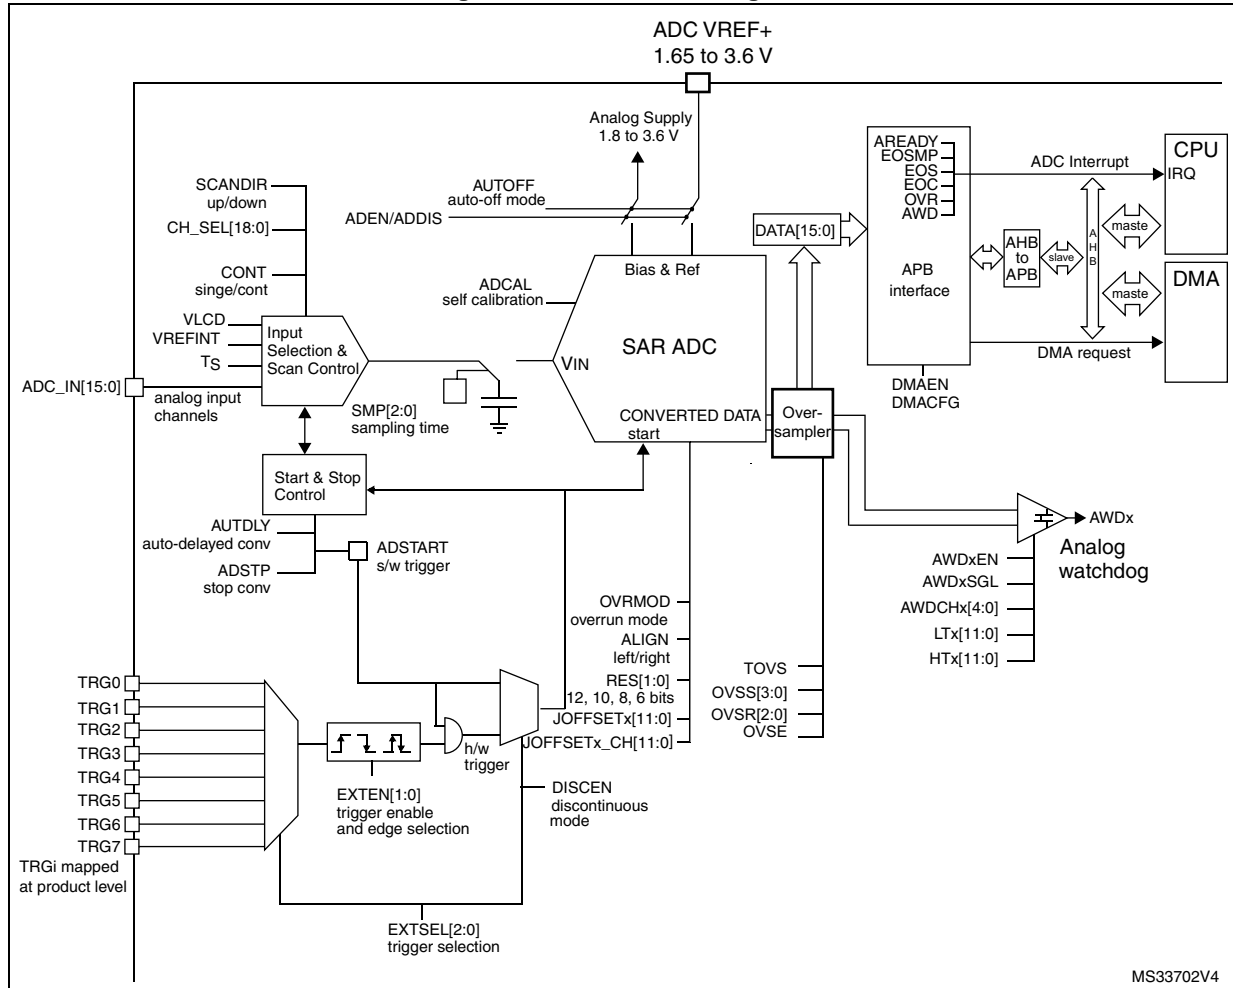 ADC VREF+
1.65 to 3.6 V
Analog Supply
1.8 to 3.6 V
SCANDIR
up/down
CH_SEL[18:0]
CONT
singe/cont
AUTOFF
auto-off mode
ADEN/ADDIS
ADCAL
self calibration
Bias & Ref
SAR ADC
VIN
CONVERTED DATA
start
VLCD
VREFINT
TS
ADC_IN[15:0]
analog input
channels
Input
Selection &
Scan Control
SMP[2:0]
sampling time
DATA[15:0]
AREADY
EOSMP
EOS
EOC
OVR
AWD
APB
interface
ADC Interrupt
CPU
IRQ
AHB
to
APB
slave
A
H
B
maste
maste
DMA
DMA request
DMAEN
DMACFG
Over-
sampler
Start & Stop
Control
AUTDLY
auto-delayed conv
ADSTP
stop conv
ADSTART
s/w trigger
AWDx
Analog
watchdog
AWDxEN
AWDxSGL
AWDCHx[4:0]
LTx[11:0]
HTx[11:0]
OVRMOD
overrun mode
ALIGN
left/right
RES[1:0]
12, 10, 8, 6 bits
JOFFSETx[11:0]
JOFFSETx_CH[11:0]
TOVS
OVSS[3:0]
OVSR[2:0]
OVSE
TRG0
TRG1
TRG2
TRG3
TRG4
TRG5
TRG6
TRG7
TRGi mapped
at product level
h/w
trigger
EXTEN[1:0]
trigger enable
and edge selection
DISCEN
discontinuous
mode
EXTSEL[2:0]
trigger selection
MS33702V4